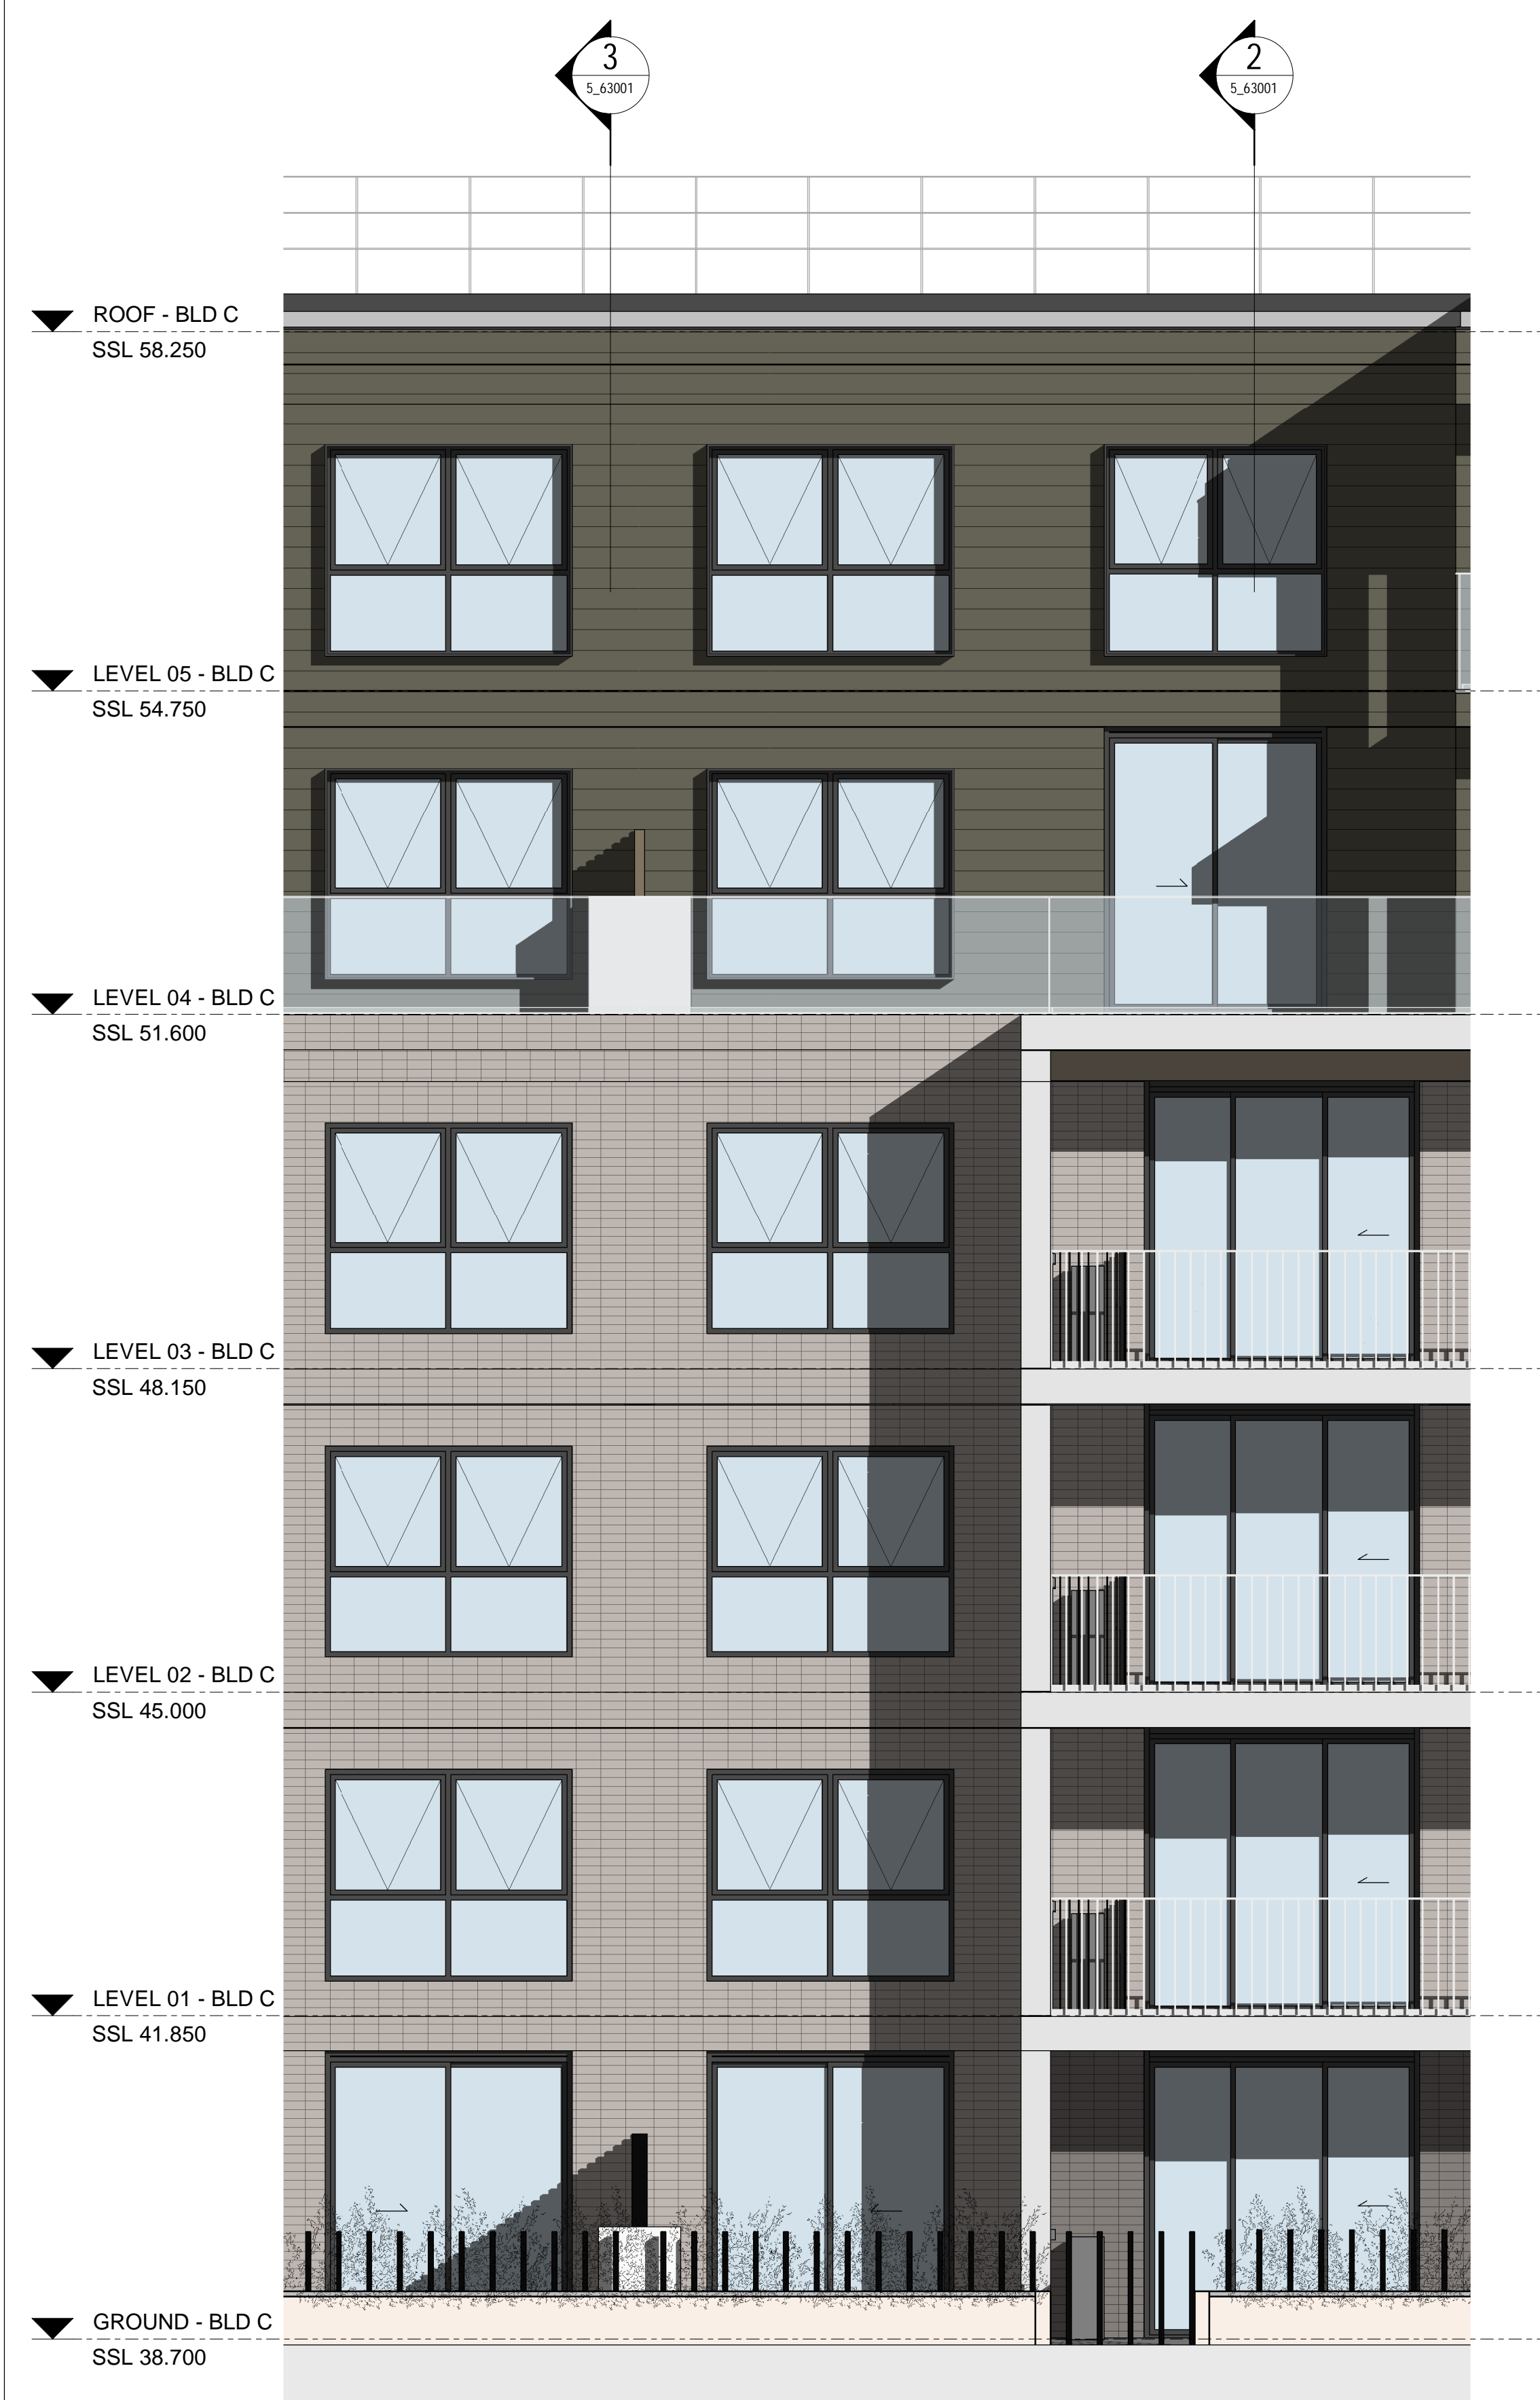 3
5_63001
2
5_63001
ROOF - BLD C
SSL 58.250
LEVEL 05 - BLD C
SSL 54.750
LEVEL 04 - BLD C
SSL 51.600
LEVEL 03 - BLD C
SSL 48.150
LEVEL 02 - BLD C
SSL 45.000
LEVEL 01 - BLD C
SSL 41.850
GROUND - BLD C
SSL 38.700